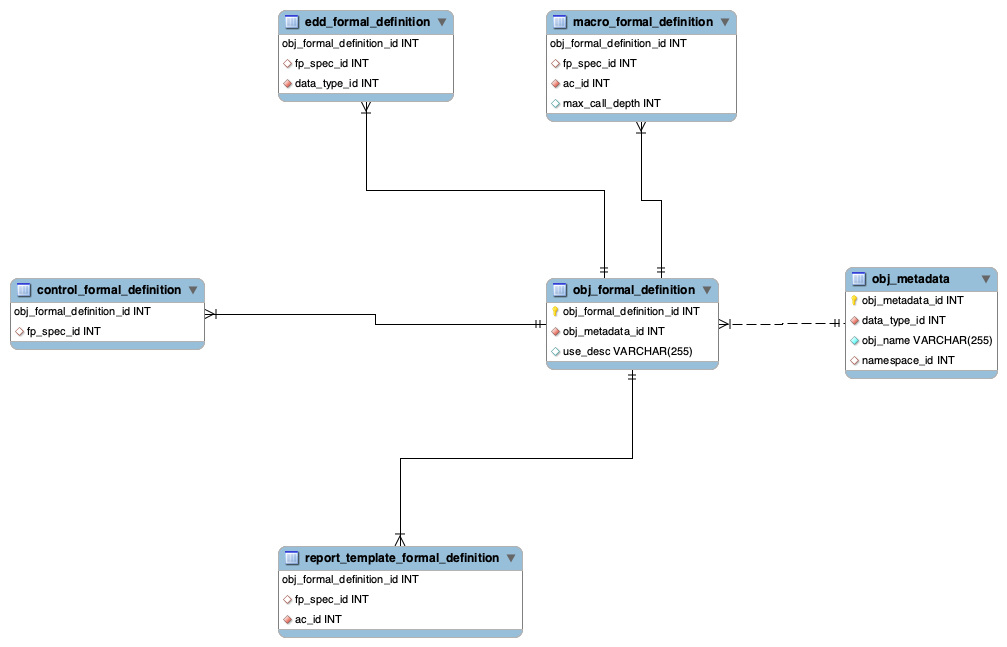 edd_formal_definition
obj_formal_definition_id INT
fp_spec_id INT
data_type_id INT
macro_formal_definition
obj_formal_definition_id INT
fp_spec_id INT
ac_id INT
max_call_depth INT
control_formal_definition
obj_formal_definition_id INT
fp_spec_id INT
obj_formal_definition
obj_formal_definition_id INT
obj_metadata_id INT
use_desc VARCHAR(255)
obj_metadata
obj_metadata_id INT
data_type_id INT
obj_name VARCHAR(255)
namespace_id INT
report_template_formal_definition
obj_formal_definition_id INT
fp_spec_id INT
ac_id INT